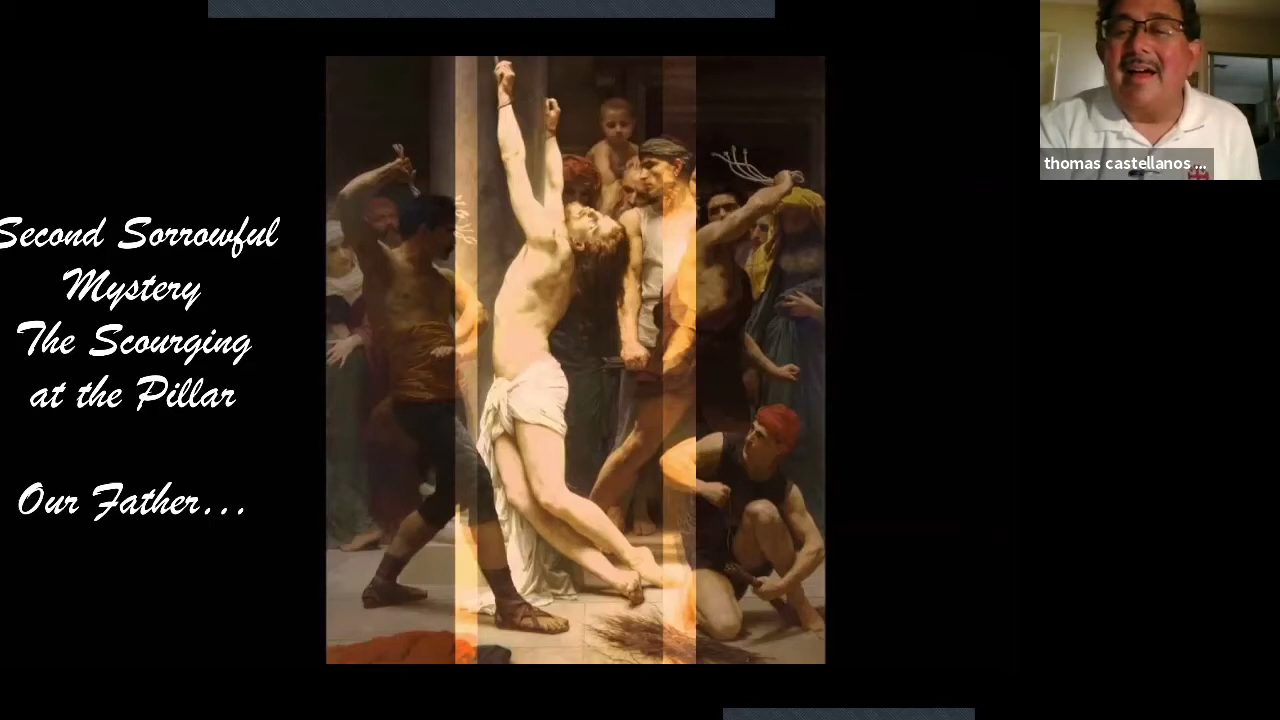 Second Sorrowful
Mystery
The Scourging
at the Pillar
Our Father...
thomas castellanos ...